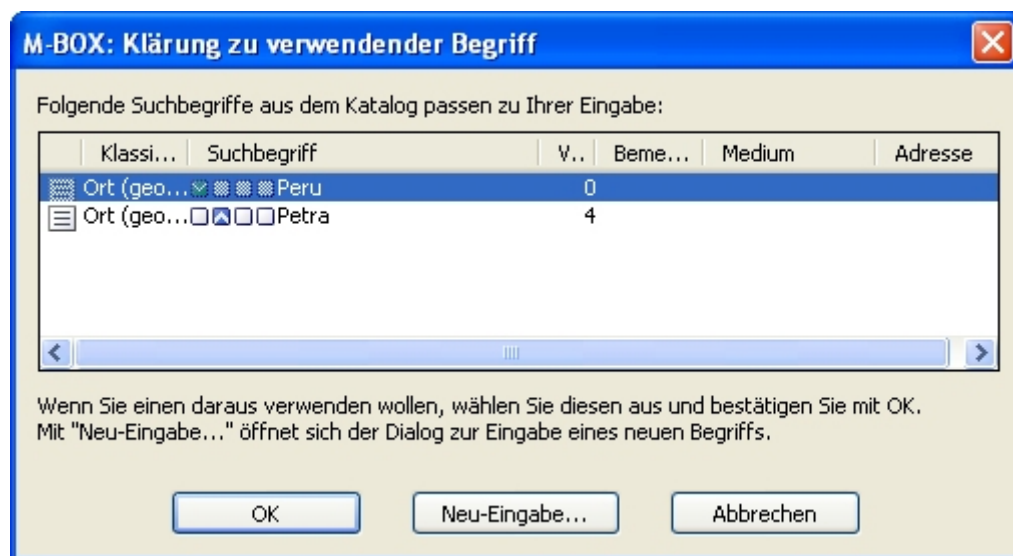 M-BOX: Klärung zu verwendender Begriff
Folgende Suchbegriffe aus dem Katalog passen zu Ihrer Eingabe:
Klassi... Suchbegriff V.. Beme... Medium Adresse
Ort (geo... Peru 0
Ort (geo... Petra 4
Wenn Sie einen daraus verwenden wollen, wählen Sie diesen aus und bestätigen Sie mit OK.
Mit "Neu-Eingabe..." öffnet sich der Dialog zur Eingabe eines neuen Begriffs.
OK Neu-Eingabe... Abbrechen